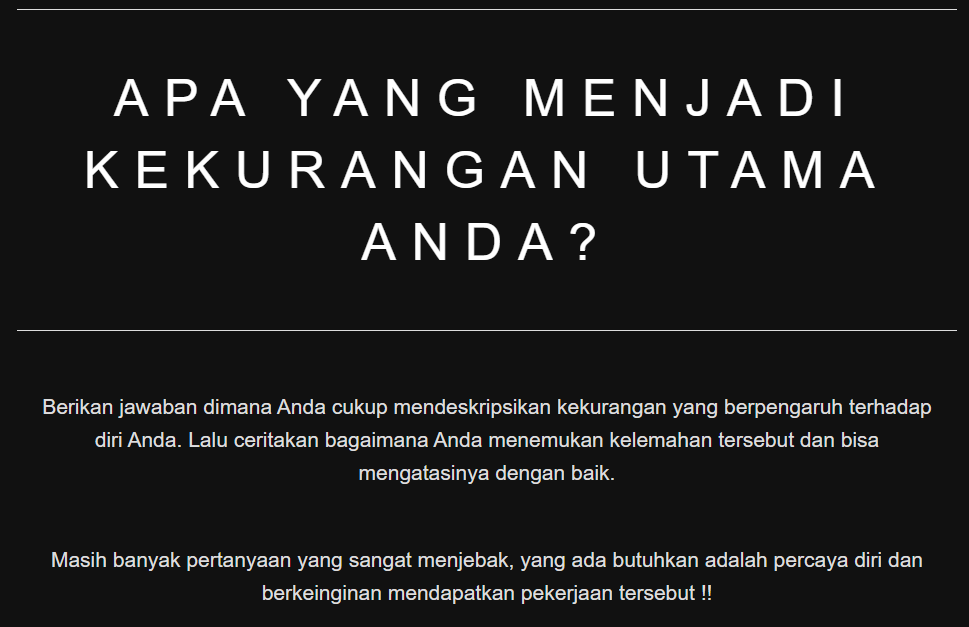 APA YANG MENJADI
KEKURANGAN UTAMA
ANDA?
Berikan jawaban dimana Anda cukup mendeskripsikan kekurangan yang berpengaruh terhadap
diri Anda. Lalu ceritakan bagaimana Anda menemukan kelemahan tersebut dan bisa
mengatasinya dengan baik.
Masih banyak pertanyaan yang sangat menjebak, yang ada butuhkan adalah percaya diri dan
berkeinginan mendapatkan pekerjaan tersebut !!